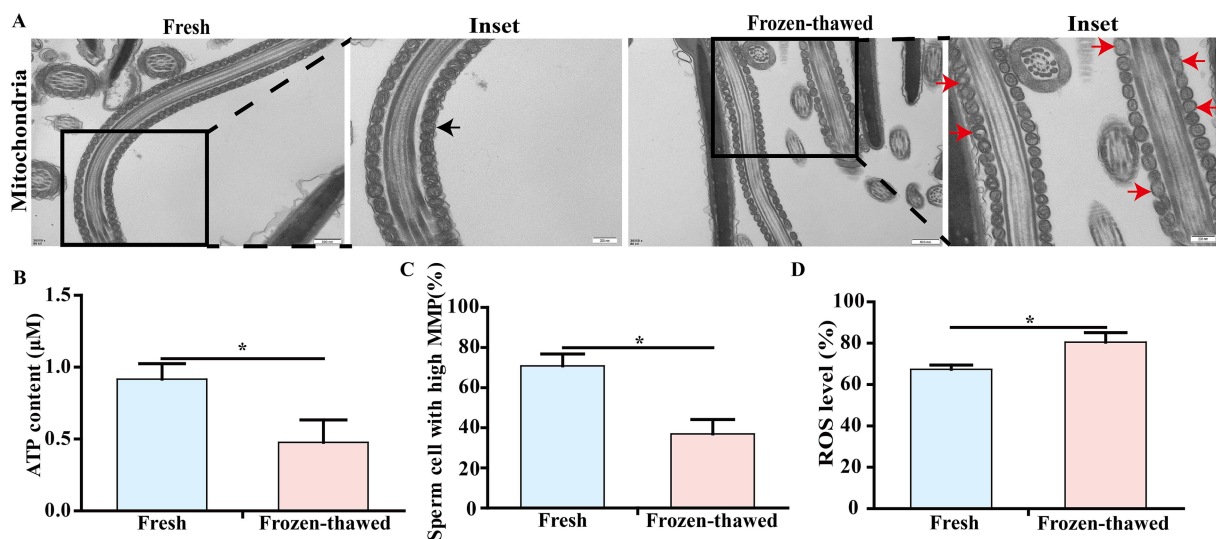 A
Fresh
Inset
Frozen-thawed
Inset
Mitochondria
B
ATP content (μM)
1.5
1.0
0.5
0.0
*
Fresh
Frozen-thawed
C
Sperm cell with high MMP(%)
100
80
60
40
20
0
*
Fresh
Frozen-thawed
D
ROS level (%)
100
80
60
40
20
0
*
Fresh
Frozen-thawed